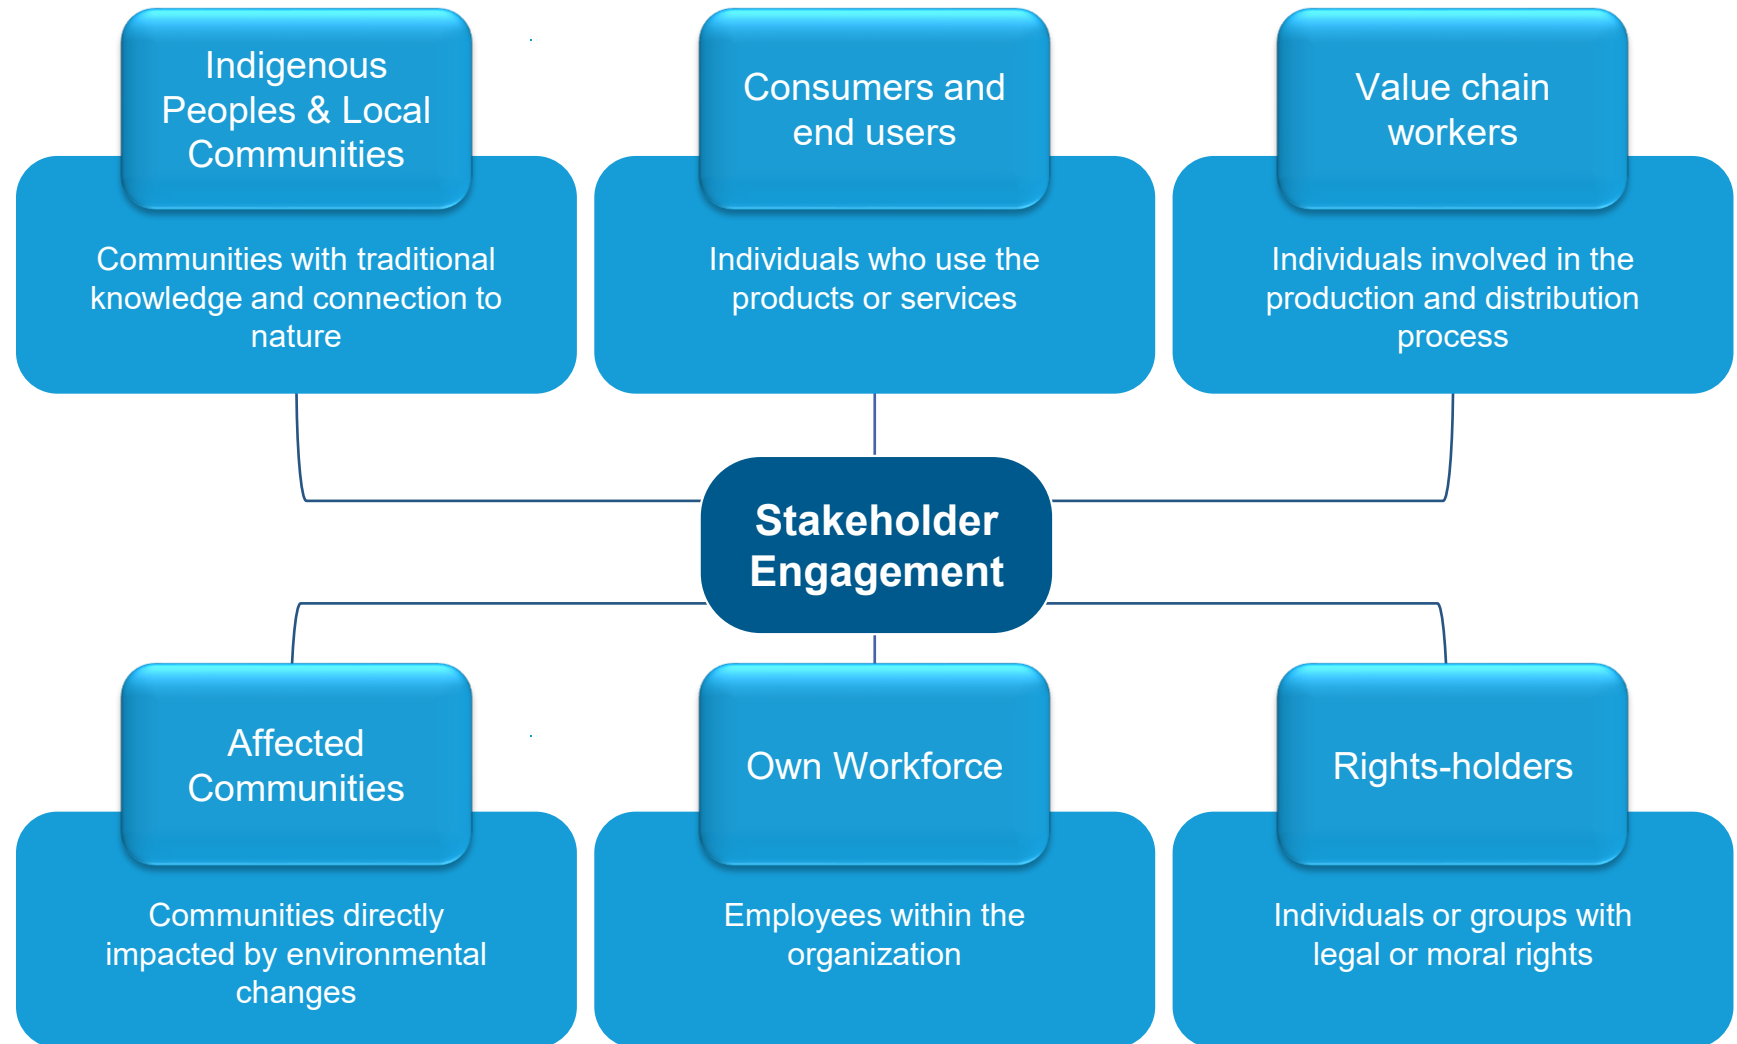 Indigenous
Peoples & Local
Communities
Communities with traditional
knowledge and connection to
nature
Consumers and
end users
Individuals who use the
products or services
Value chain
workers
Individuals involved in the
production and distribution
process
Stakeholder
Engagement
Affected
Communities
Communities directly
impacted by environmental
changes
Own Workforce
Employees within the
organization
Rights-holders
Individuals or groups with
legal or moral rights